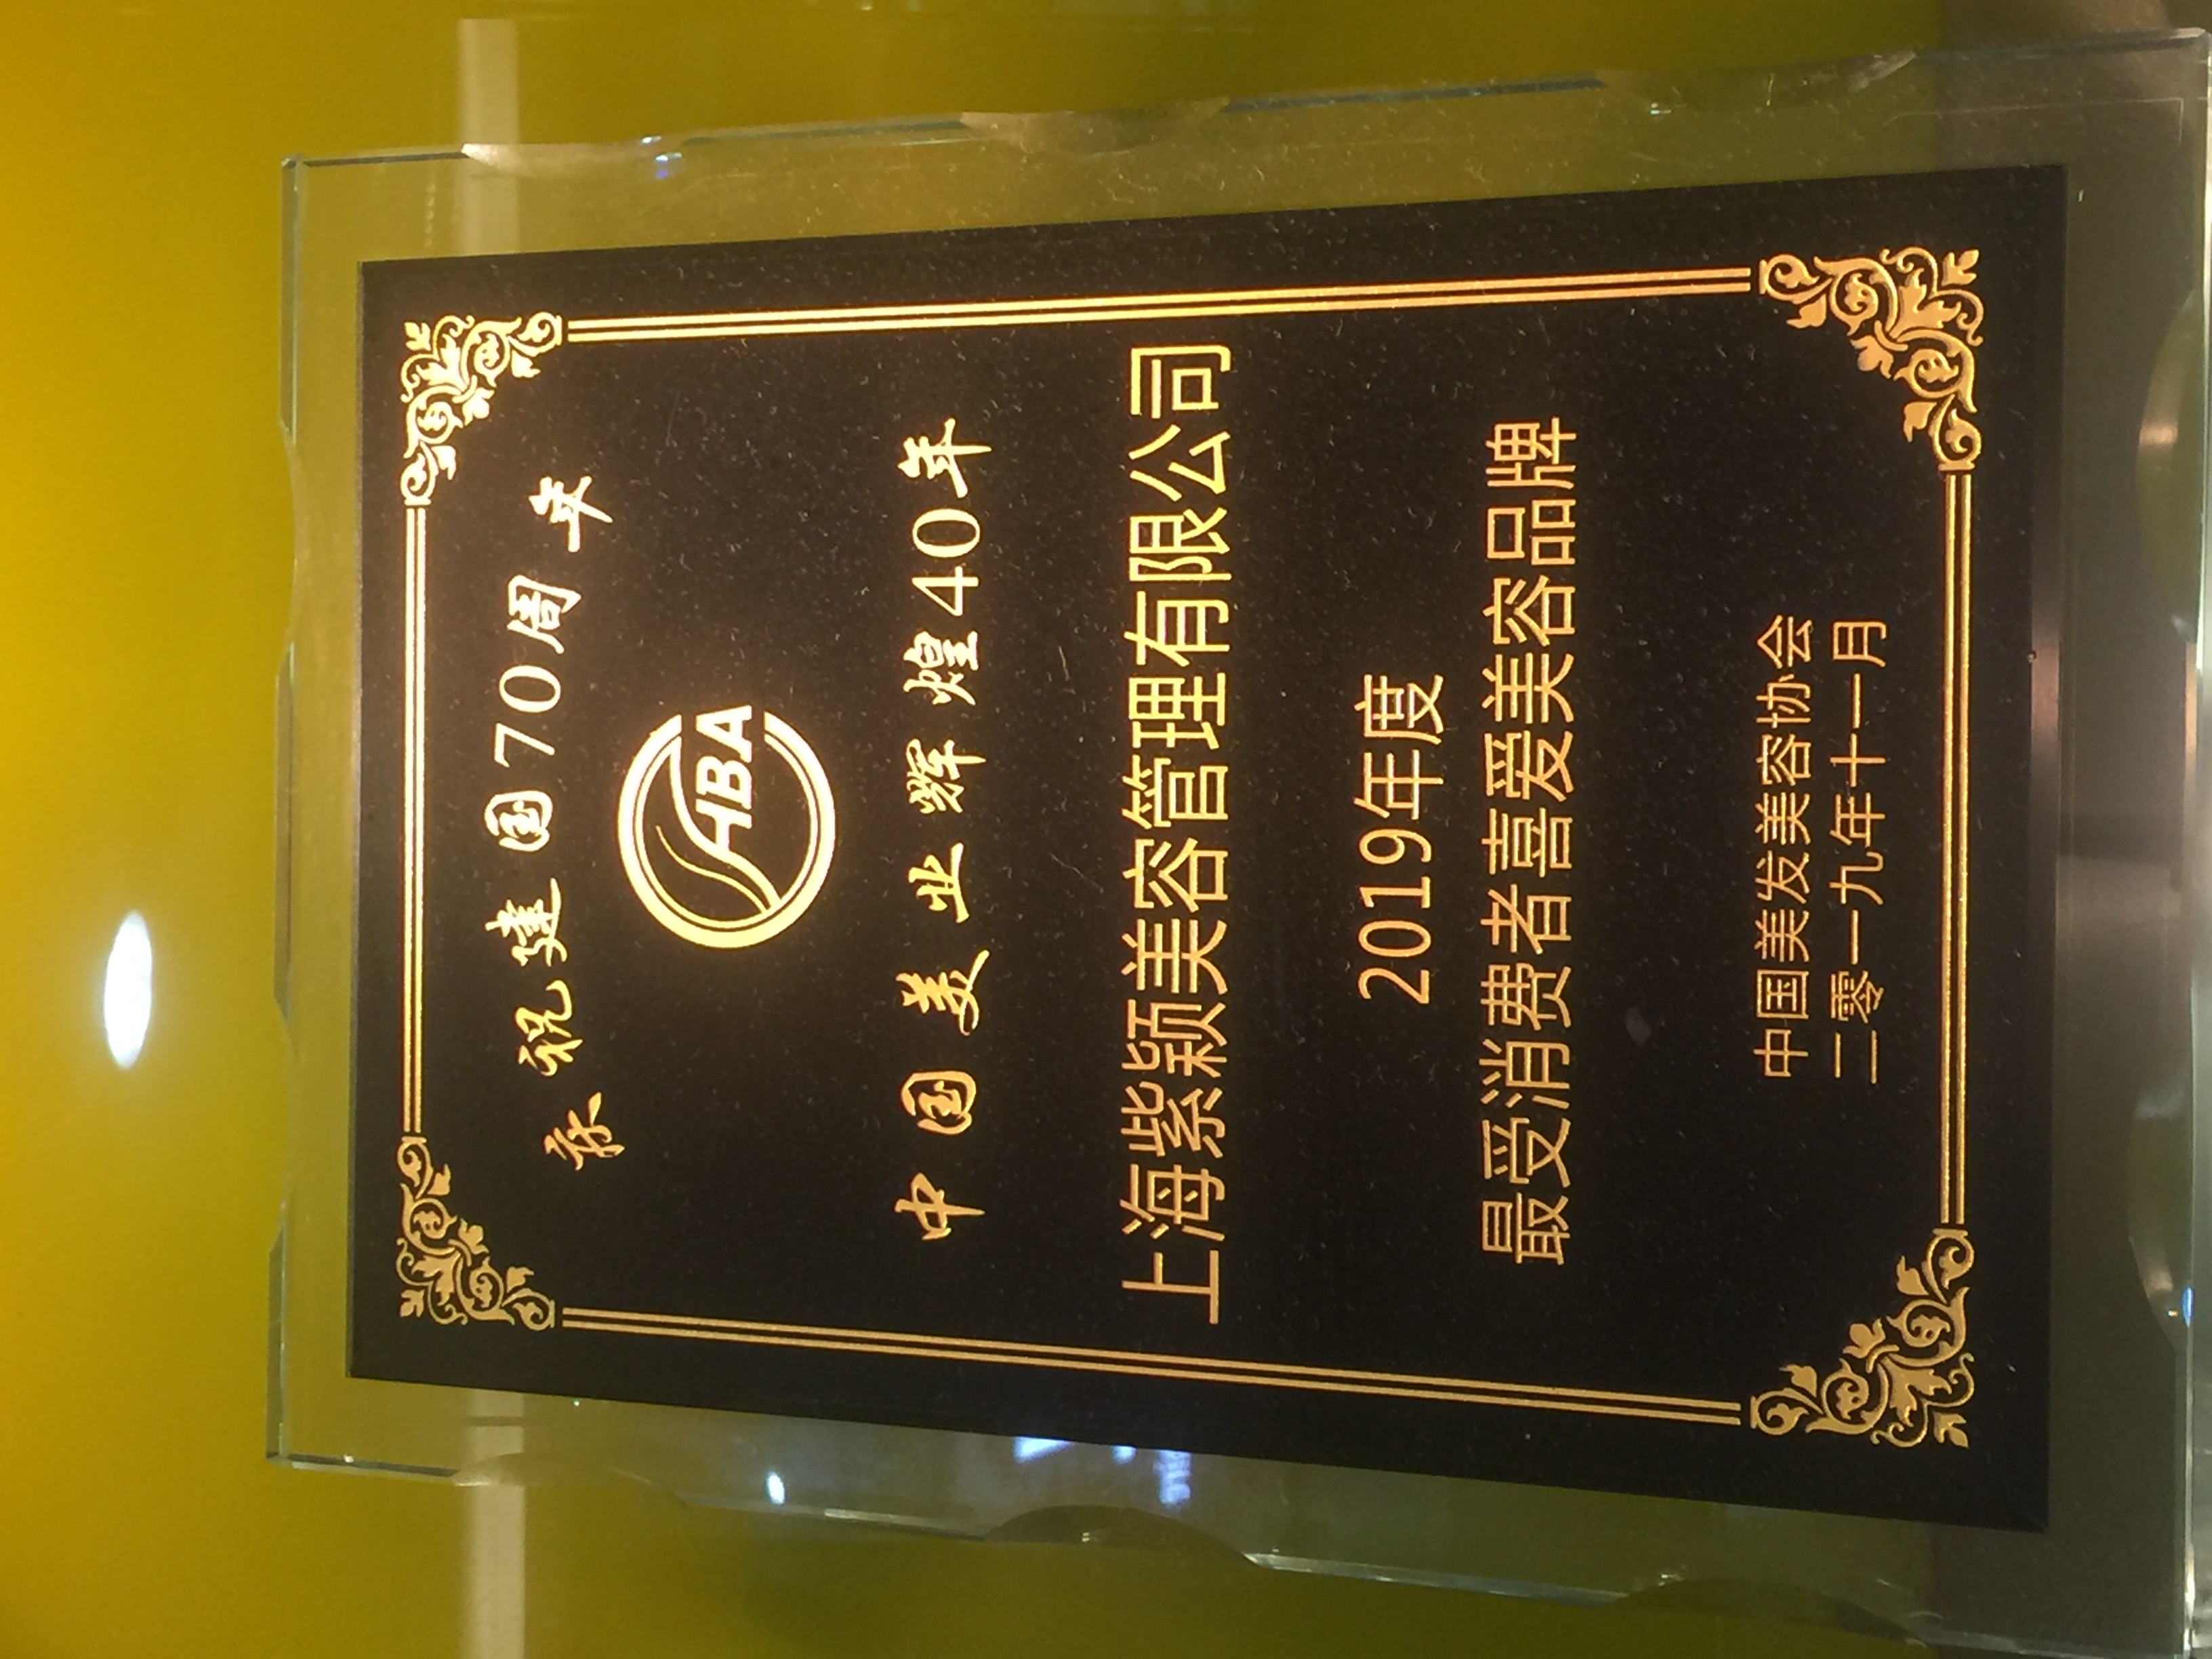 恭祝建国70周年
HBA
中国美业辉煌40年
上海紫颖美容管理有限公司
2019年度
最受消费者喜爱美容品牌
中国美发美容协会
二零一九年十一月